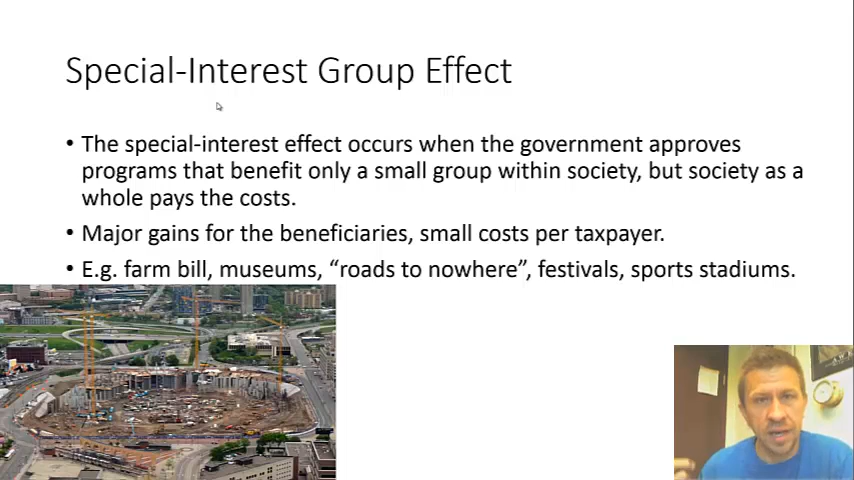 Special-Interest Group Effect
• The special-interest effect occurs when the government approves
programs that benefit only a small group within society, but society as a
whole pays the costs.
• Major gains for the beneficiaries, small costs per taxpayer.
• E.g. farm bill, museums, “roads to nowhere”, festivals, sports stadiums.